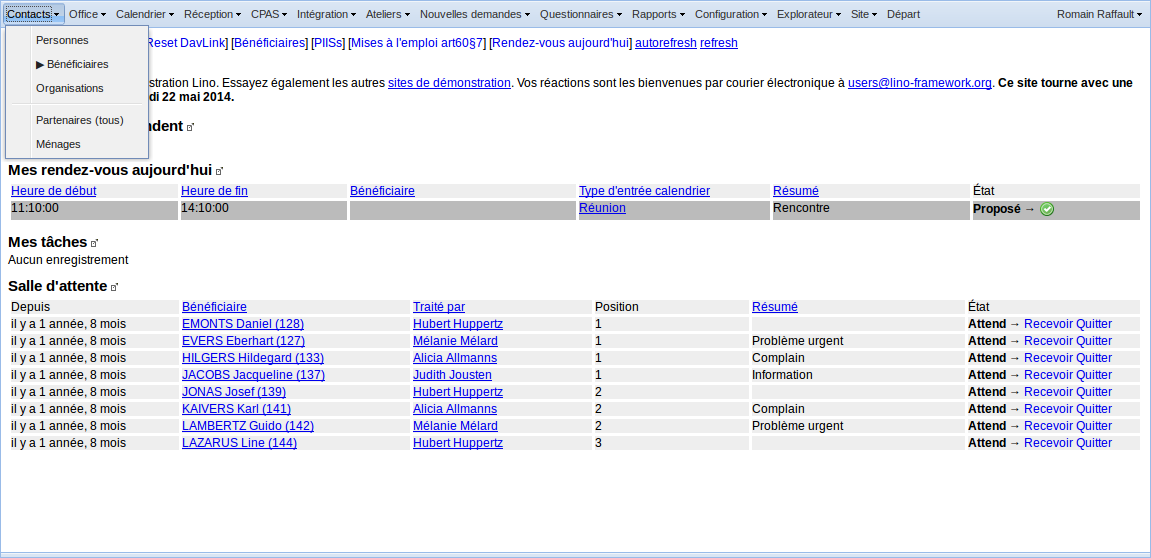 Contacts Office Calendrier Réception CPAS Intégration Ateliers Nouvelles demandes Questionnaires Rapports Configuration Explorateur Site Départ Romain Raffault
Personnes
▶ Bénéficiaires
Organisations
Partenaires (tous)
Ménages
Reset DavLink] [Bénéficiaires] [PIISs] [Mises à l'emploi art60§7] [Rendez-vous aujourd'hui] autorefresh refresh
stration Lino. Essayez également les autres sites de démonstration. Vos réactions sont les bienvenues par courrier électronique à users@lino-framework.org. Ce site tourne avec une
di 22 mai 2014.
ndent
Mes rendez-vous aujourd'hui
Heure de début Heure de fin Bénéficiaire Type d'entrée calendrier Résumé État
11:10:00 14:10:00 Réunion Rencontre Proposé →
Mes tâches
Aucun enregistrement
Salle d'attente
Depuis Bénéficiaire Traité par Position Résumé État
il y a 1 année, 8 mois EMONTS Daniel (128) Hubert Huppertz 1 Attend → Recevoir Quitter
il y a 1 année, 8 mois EVERS Eberhart (127) Mélanie Mélard 1 Problème urgent Attend → Recevoir Quitter
il y a 1 année, 8 mois HILGERS Hildegard (133) Alicia Allmanns 1 Complain Attend → Recevoir Quitter
il y a 1 année, 8 mois JACOBS Jacqueline (137) Judith Jousten 1 Information Attend → Recevoir Quitter
il y a 1 année, 8 mois JONAS Josef (139) Hubert Huppertz 2 Attend → Recevoir Quitter
il y a 1 année, 8 mois KAIVERS Karl (141) Alicia Allmanns 2 Complain Attend → Recevoir Quitter
il y a 1 année, 8 mois LAMBERTZ Guido (142) Mélanie Mélard 2 Problème urgent Attend → Recevoir Quitter
il y a 1 année, 8 mois LAZARUS Line (144) Hubert Huppertz 3 Attend → Recevoir Quitter